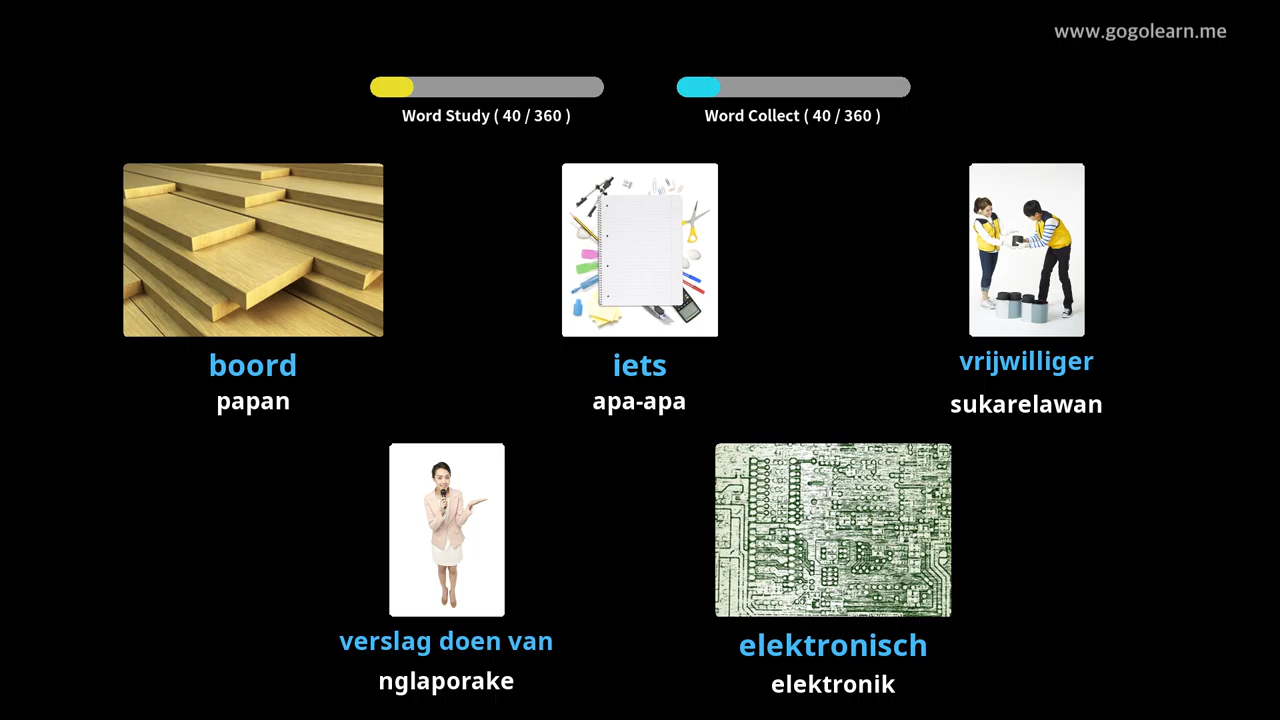 www.gogolearn.me
Word Study ( 40 / 360 )
Word Collect ( 40 / 360 )
boord
papan
iets
apa-apa
vrijwilliger
sukarelawan
verslag doen van
nglaporake
elektronisch
elektronik